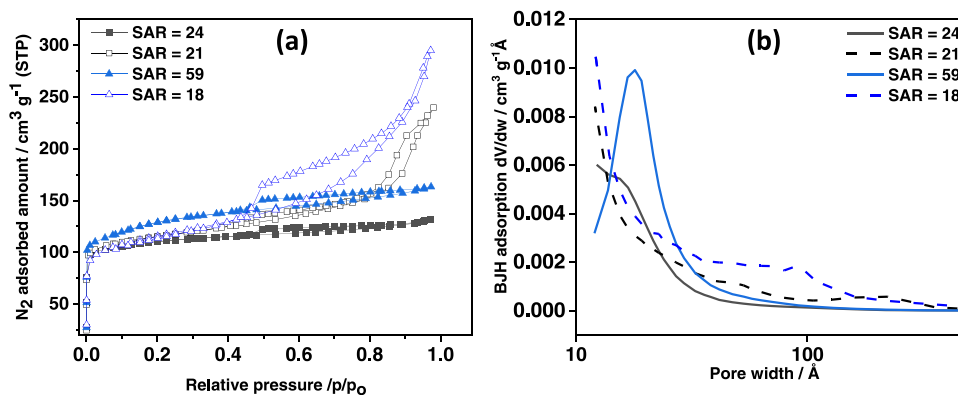 (a)
SAR = 24
SAR = 21
SAR = 59
SAR = 18
N2 adsorbed amount / cm3 g-1 (STP)
300
250
200
150
100
50
0.0 0.2 0.4 0.6 0.8 1.0
Relative pressure /p/po
(b)
SAR = 24
SAR = 21
SAR = 59
SAR = 18
BJH adsorption dV/dw / cm3 g-1 Å
0.012
0.010
0.008
0.006
0.004
0.002
0.000
10 100
Pore width / Å